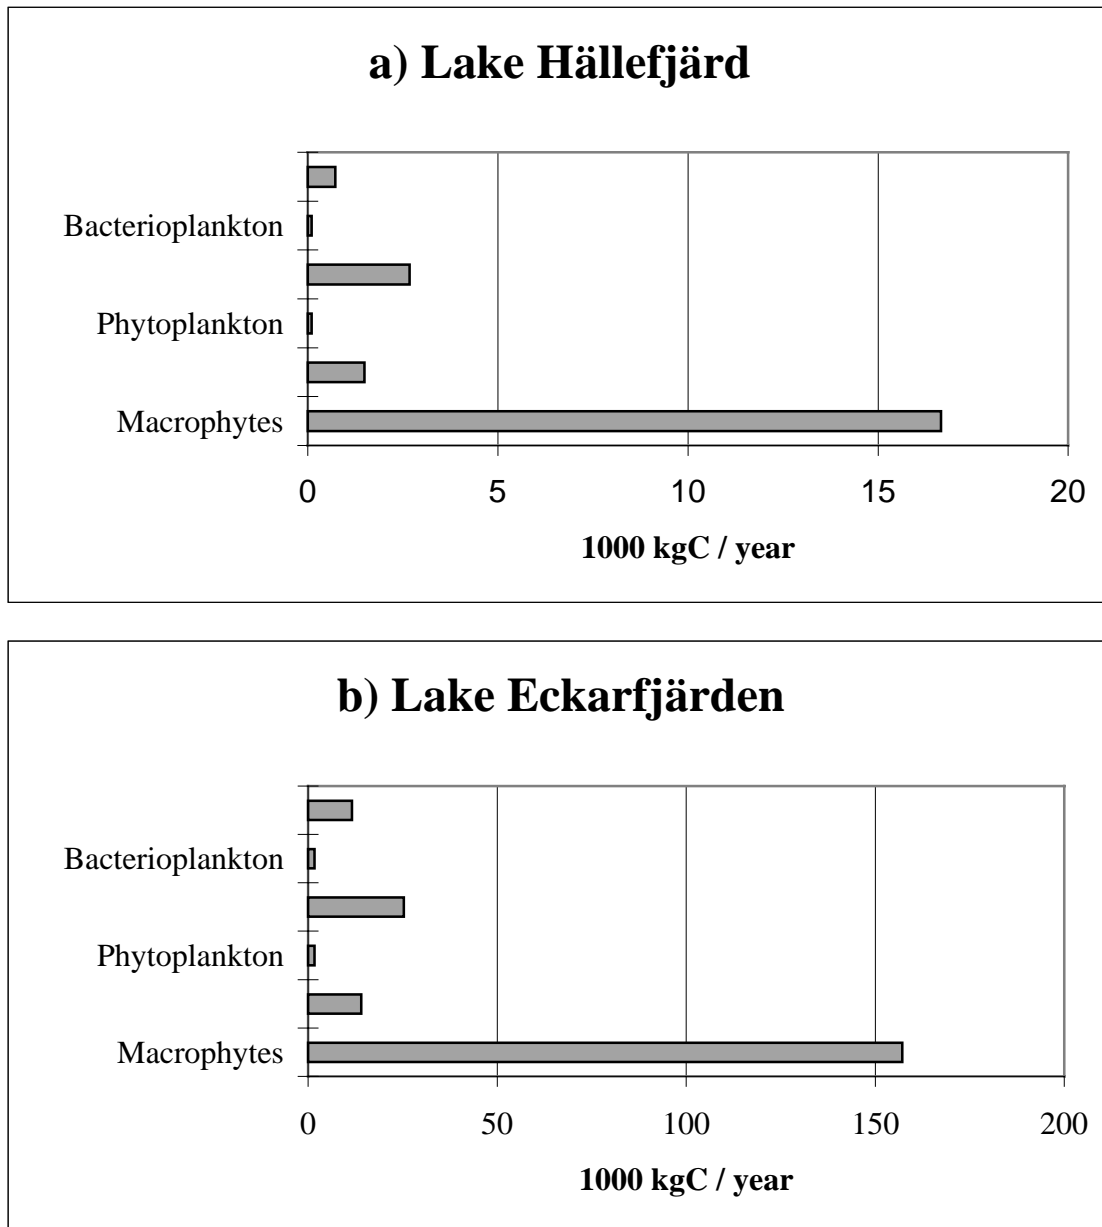 a) Lake Hällefjärd
Bacterioplankton
Phytoplankton
Macrophytes
0 5 10 15 20
1000 kgC / year
b) Lake Eckarfjärden
Bacterioplankton
Phytoplankton
Macrophytes
0 50 100 150 200
1000 kgC / year